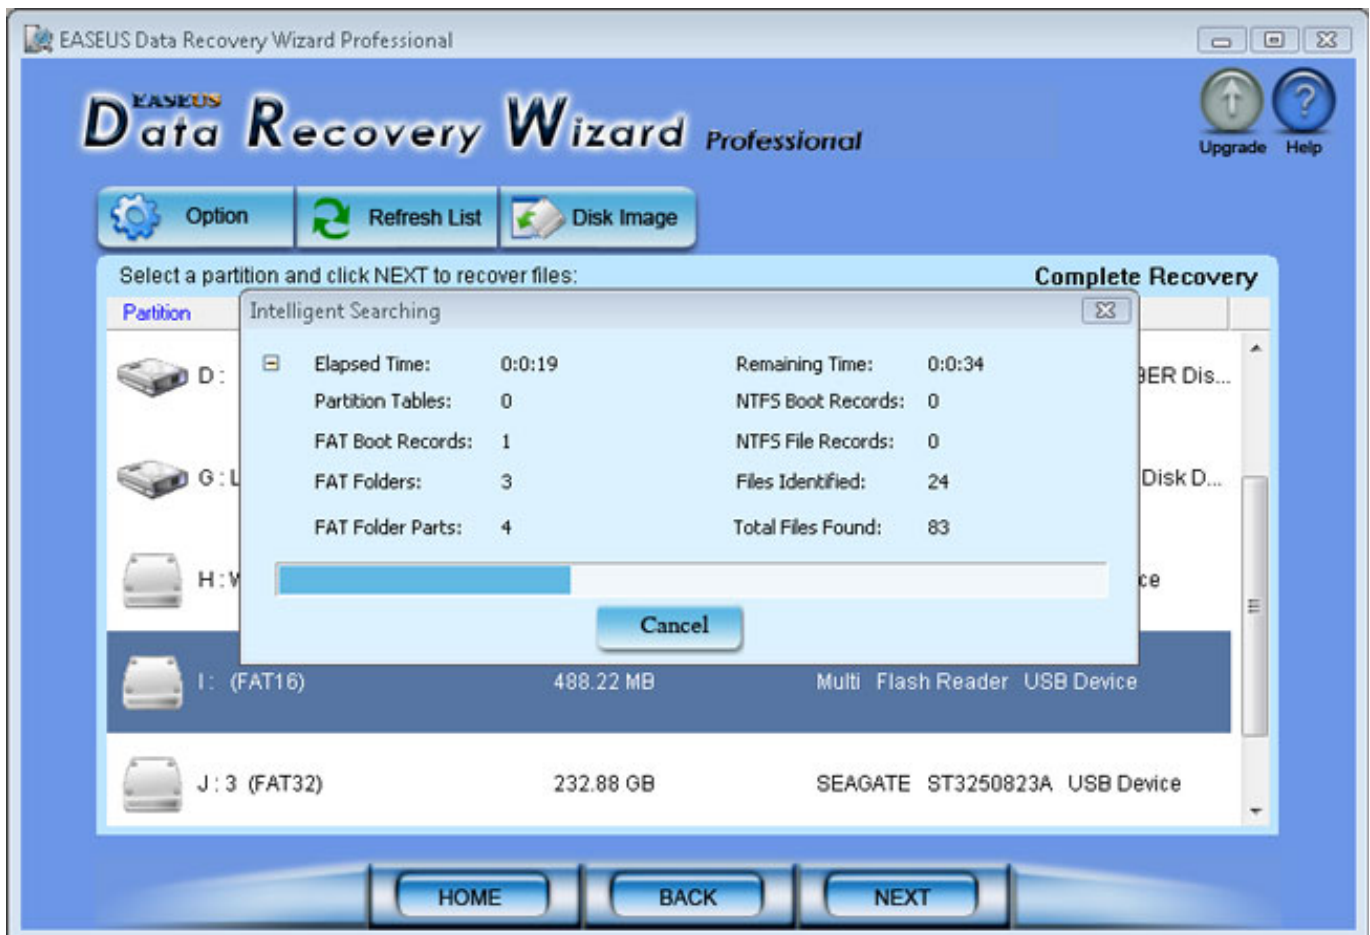 EASEUS Data Recovery Wizard Professional
EASEUS
Data Recovery Wizard Professional
Upgrade Help
Option Refresh List Disk Image
Select a partition and click NEXT to recover files: Complete Recovery
Partition
Intelligent Searching
Elapsed Time: 0:0:19 Remaining Time: 0:0:34
Partition Tables: 0 NTFS Boot Records: 0
FAT Boot Records: 1 NTFS File Records: 0
FAT Folders: 3 Files Identified: 24
FAT Folder Parts: 4 Total Files Found: 83
Cancel
D: Dis...
G: Disk D...
H:
I: (FAT16) 488.22 MB Multi Flash Reader USB Device
J: 3 (FAT32) 232.88 GB SEAGATE ST3250823A USB Device
HOME BACK NEXT